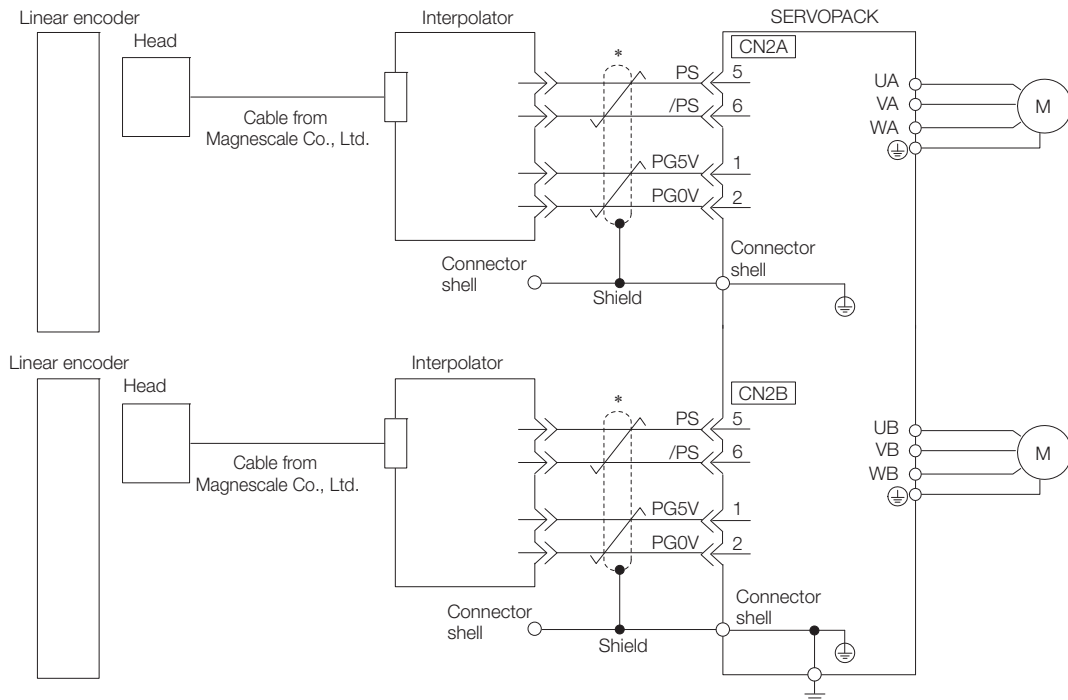 Linear encoder
Head
Interpolator
SERVOPACK
CN2A
*
PS
5
/PS
6
PG5V
1
PG0V
2
Cable from
Magnescale Co., Ltd.
UA
VA
WA
M
Connector
shell
Shield
Connector
shell
Linear encoder
Head
Interpolator
CN2B
*
PS
5
/PS
6
PG5V
1
PG0V
2
Cable from
Magnescale Co., Ltd.
UB
VB
WB
M
Connector
shell
Shield
Connector
shell